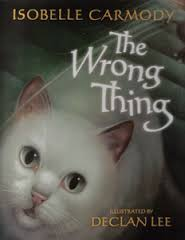 ISOBELLE CARMODY
The
Wrong
Thing
ILLUSTRATED BY
DECLAN LEE